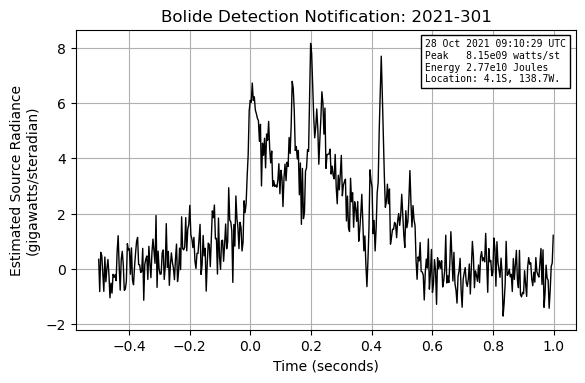 Bolide Detection Notification: 2021-301
28 Oct 2021 09:10:29 UTC
Peak   8.15e09 watts/st
Energy 2.77e10 Joules
Location: 4.1S, 138.7W.
Estimated Source Radiance
(gigawatts/steradian)
8
6
4
2
0
−2
−0.4 −0.2 0.0 0.2 0.4 0.6 0.8 1.0
Time (seconds)